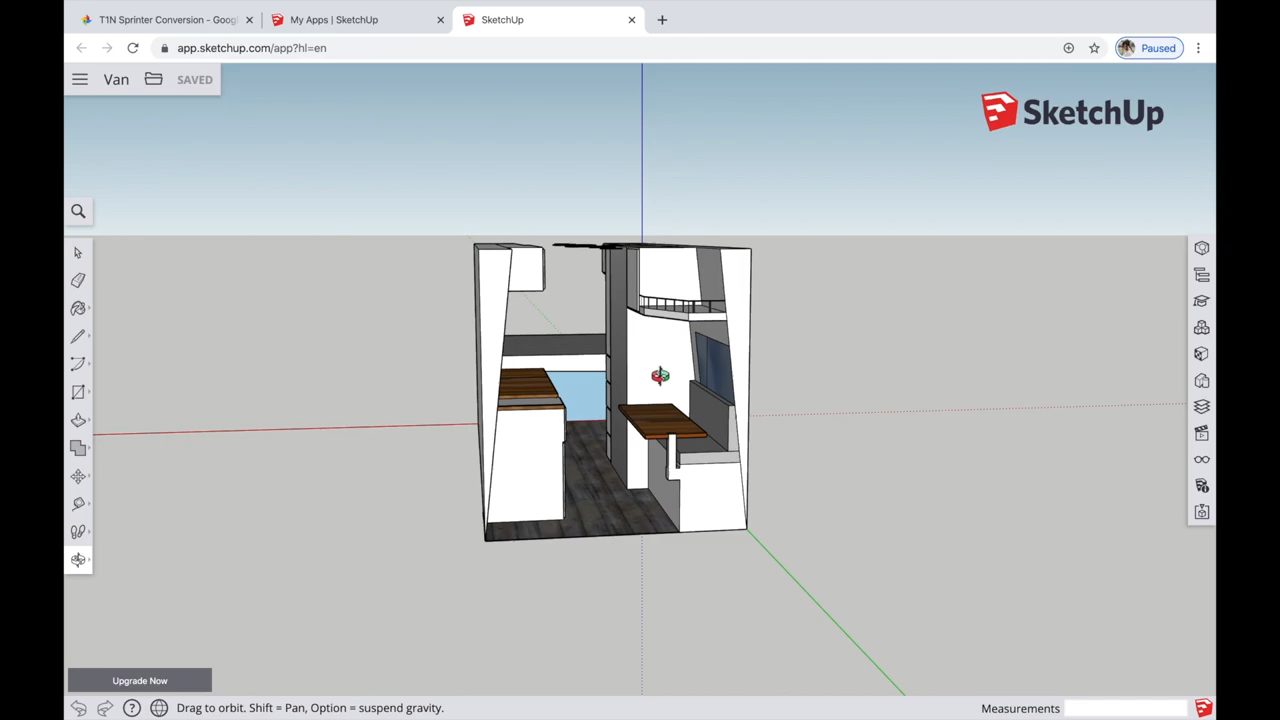 T1N Sprinter Conversion - Goog
My Apps | SketchUp
SketchUp
app.sketchup.com/app?hl=en
Paused
Van
SAVED
SketchUp
Upgrade Now
Drag to orbit. Shift = Pan, Option = suspend gravity.
Measurements